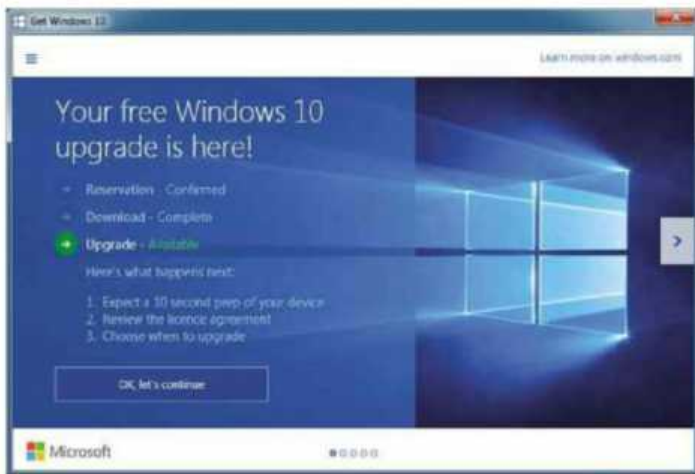 Get Windows 10
Learn more on windows.com
Your free Windows 10
upgrade is here!
Reservation - Confirmed
Download - Complete
Upgrade - Available
Here's what happens next:
1. Expect a 10 second prep of your device
2. Review the licence agreement
3. Choose when to upgrade
OK, let's continue
Microsoft